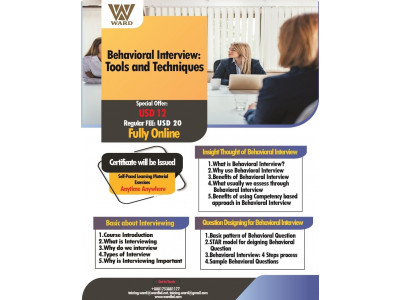 WARD
Behavioral Interview:
Tools and Techniques
Special Offer:
USD 12
Regular FEE: USD 20
Fully Online
Certificate will be Issued
Self-Paced Learning Material
Exercises
Anytime Anywhere
Insight Thought of Behavioral Interview
1.What is Behavioral Interview?
2.Why use Behavioral Interview
3.Benefits of Behavioral Interview
4.What usually we assess through
Behavioral Interview
5.Benefits of using Competency based
approach in Behavioral Interview
Basic about Interviewing
1.Course Introduction
2.What is Interviewing
3.Why do we interview
4.Types of Interview
5.Why is Interviewing Important
Question Designing for Behavioral Interview
1.Basic pattern of Behavioral Question
2.STAR model for deigning Behavioral
Question
3.Behavioral Interview: 4 Steps process
4.Sample Behavioral Questions